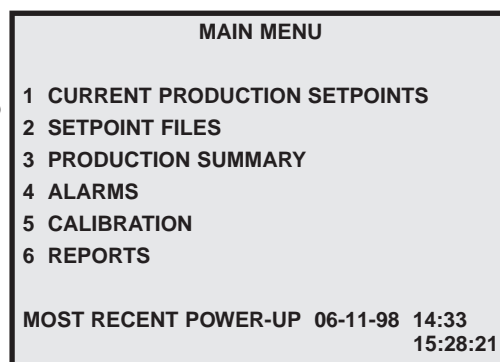 MAIN MENU
1 CURRENT PRODUCTION SETPOINTS
2 SETPOINT FILES
3 PRODUCTION SUMMARY
4 ALARMS
5 CALIBRATION
6 REPORTS
MOST RECENT POWER-UP 06-11-98 14:33
15:28:21